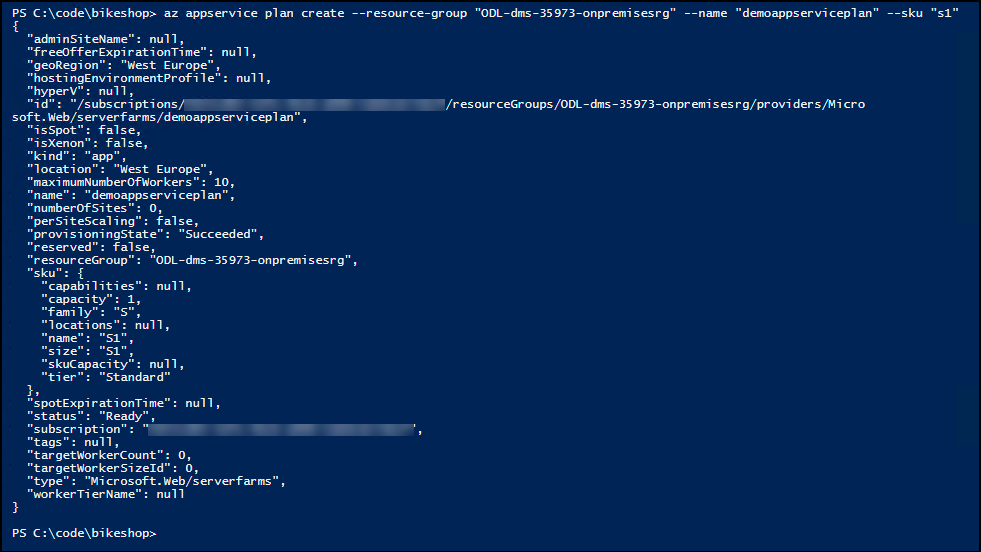 PS C:\code\bikeshop> az appservice plan create --resource-group "ODL-dms-35973-onpremisesrg" --name "demoappserviceplan" --sku "s1"
{
  "adminSiteName": null,
  "freeOfferExpirationTime": null,
  "geoRegion": "West Europe",
  "hostingEnvironmentProfile": null,
  "hyperV": null,
  "id": "/subscriptions/ /resourceGroups/ODL-dms-35973-onpremisesrg/providers/Micro
soft.Web/serverfarms/demoappserviceplan",
  "isSpot": false,
  "isXenon": false,
  "kind": "app",
  "location": "West Europe",
  "maximumNumberOfWorkers": 10,
  "name": "demoappserviceplan",
  "numberOfSites": 0,
  "perSiteScaling": false,
  "provisioningState": "Succeeded",
  "reserved": false,
  "resourceGroup": "ODL-dms-35973-onpremisesrg",
  "sku": {
    "capabilities": null,
    "capacity": 1,
    "family": "S",
    "locations": null,
    "name": "S1",
    "size": "S1",
    "skuCapacity": null,
    "tier": "Standard"
  },
  "spotExpirationTime": null,
  "status": "Ready",
  "subscription": " ",
  "tags": null,
  "targetWorkerCount": 0,
  "targetWorkerSizeId": 0,
  "type": "Microsoft.Web/serverfarms",
  "workerTierName": null
}
PS C:\code\bikeshop>